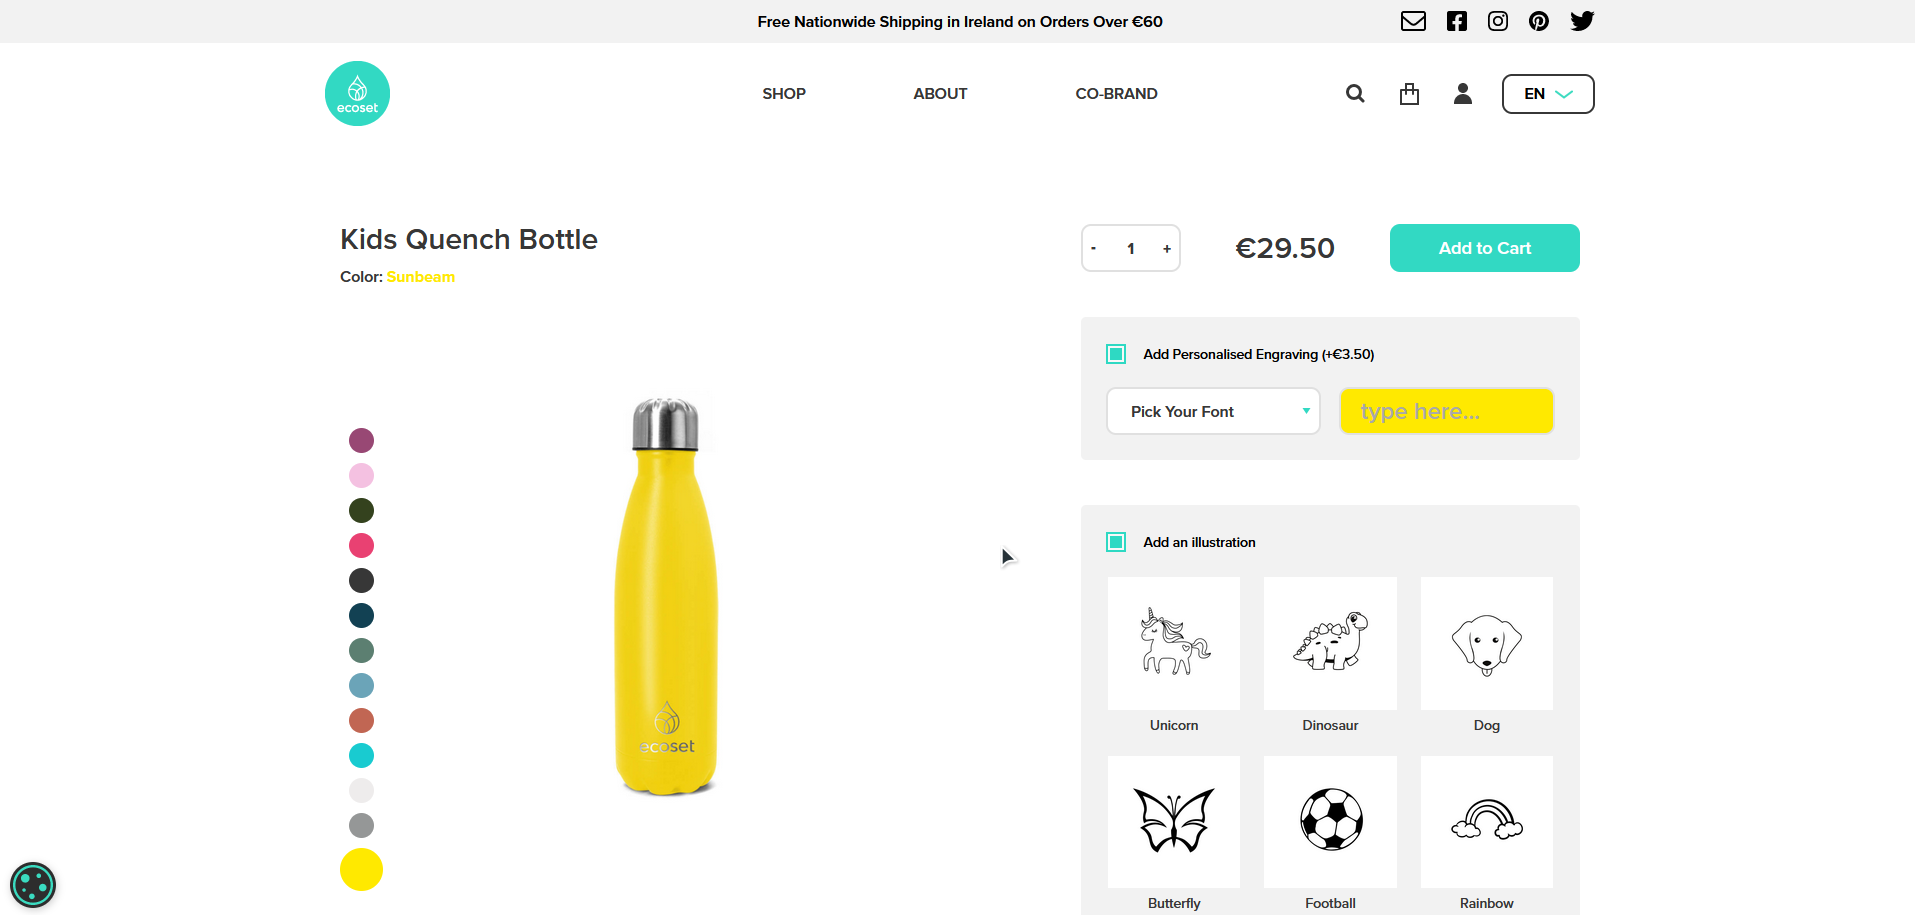 Free Nationwide Shipping in Ireland on Orders Over €60
ecoset
SHOP
ABOUT
CO-BRAND
EN
Kids Quench Bottle
Color: Sunbeam
- 1 +
€29.50
Add to Cart
Add Personalised Engraving (+€3.50)
Pick Your Font
type here...
ecoset
Add an illustration
Unicorn
Dinosaur
Dog
Butterfly
Football
Rainbow